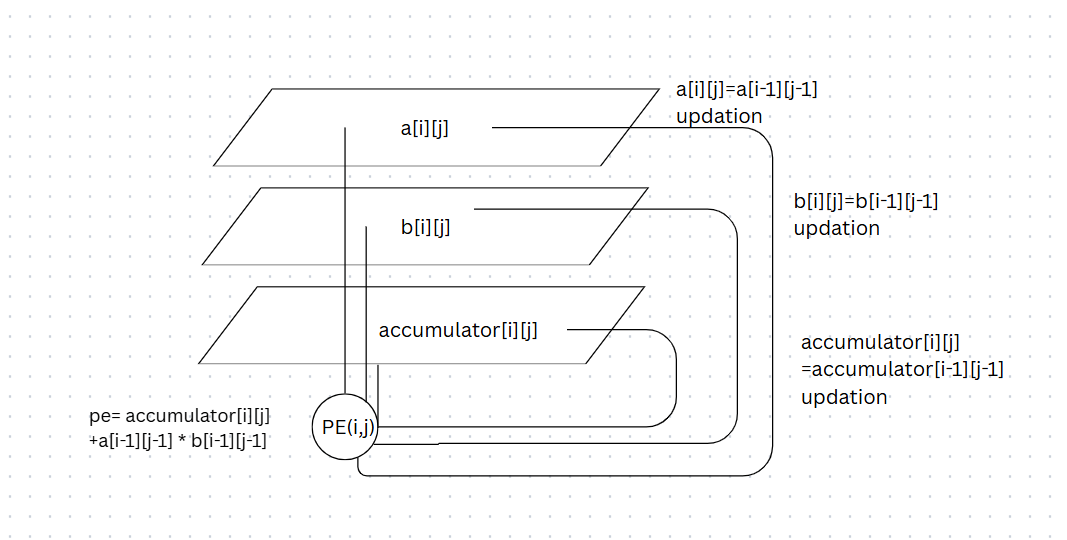 a[i][j]=a[i-1][j-1]
updation
a[i][j]
b[i][j]=b[i-1][j-1]
updation
b[i][j]
accumulator[i][j]
accumulator[i][j]
=accumulator[i-1][j-1]
updation
pe= accumulator[i][j]
+a[i-1][j-1] * b[i-1][j-1]
PE(i,j)